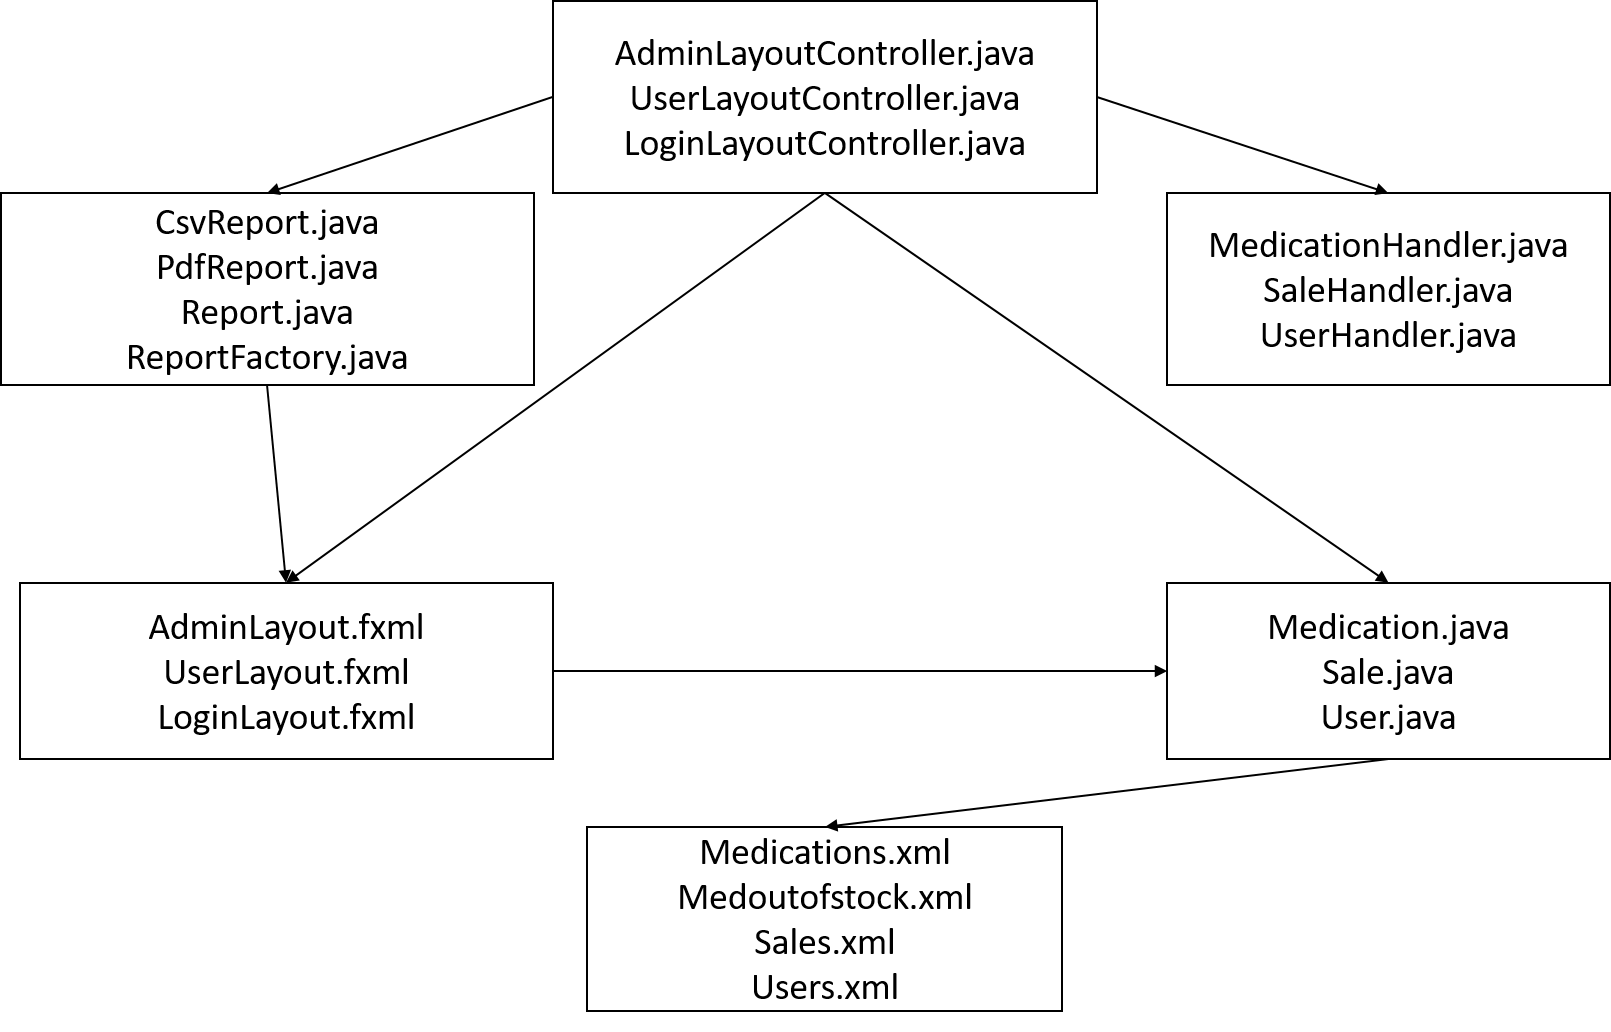 AdminLayoutController.java
UserLayoutController.java
LoginLayoutController.java
CsvReport.java
PdfReport.java
Report.java
ReportFactory.java
MedicationHandler.java
SaleHandler.java
UserHandler.java
AdminLayout.fxml
UserLayout.fxml
LoginLayout.fxml
Medication.java
Sale.java
User.java
Medications.xml
Medoutofstock.xml
Sales.xml
Users.xml